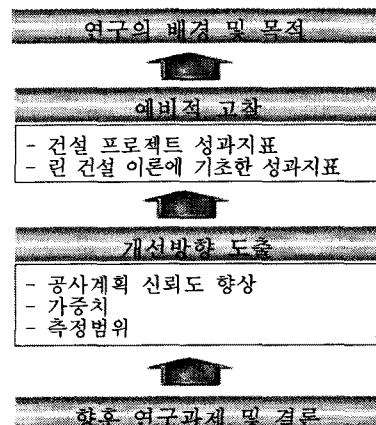 연구의 배경 및 목적
예비적 고찰
- 건설 프로젝트 성과지표
- 린 건설 이론에 기초한 성과지표
개선방향 도출
- 공사계획 신뢰도 향상
- 가중치
- 측정범위
향후 연구과제 및 결론